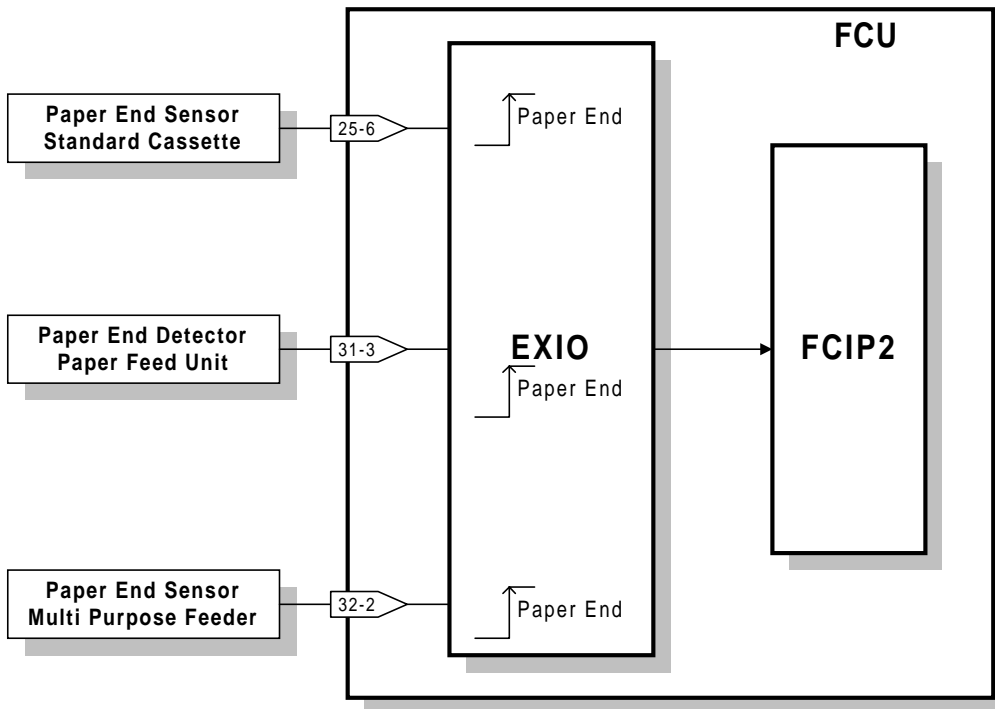 FCU
Paper End Sensor
Standard Cassette
25-6
Paper End
Paper End Detector
Paper Feed Unit
31-3
EXIO
FCIP2
Paper End
Paper End Sensor
Multi Purpose Feeder
32-2
Paper End